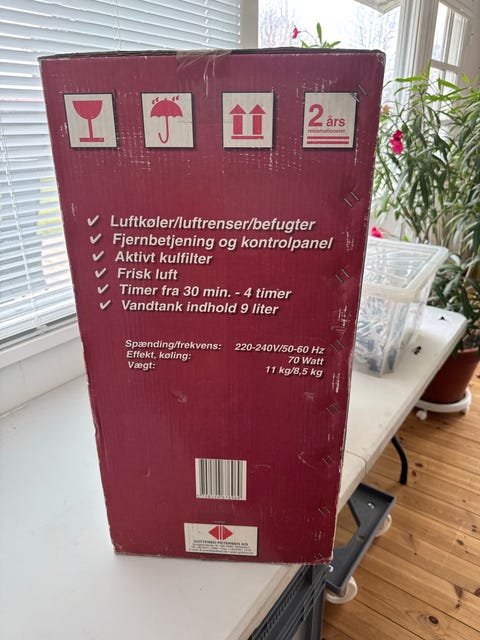 2 års
reklamationsret
Luftkøler/luftrenser/befugter
Fjernbetjening og kontrolpanel
Aktivt kulfilter
Frisk luft
Timer fra 30 min. - 4 timer
Vandtank indhold 9 liter
Spænding/frekvens: 220-240V/50-60 Hz
Effekt, køling: 70 Watt
Vægt: 11 kg/8,5 kg
GOTTFRED PETERSEN A/S